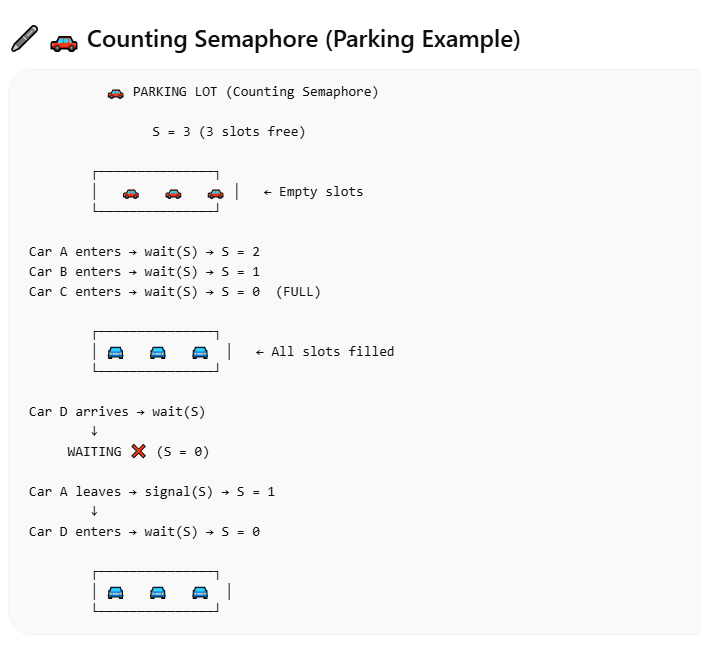 Counting Semaphore (Parking Example)
PARKING LOT (Counting Semaphore)
S = 3 (3 slots free)
← Empty slots
Car A enters → wait(S) → S = 2
Car B enters → wait(S) → S = 1
Car C enters → wait(S) → S = 0 (FULL)
← All slots filled
Car D arrives → wait(S)
↓
WAITING ❌ (S = 0)
Car A leaves → signal(S) → S = 1
↓
Car D enters → wait(S) → S = 0